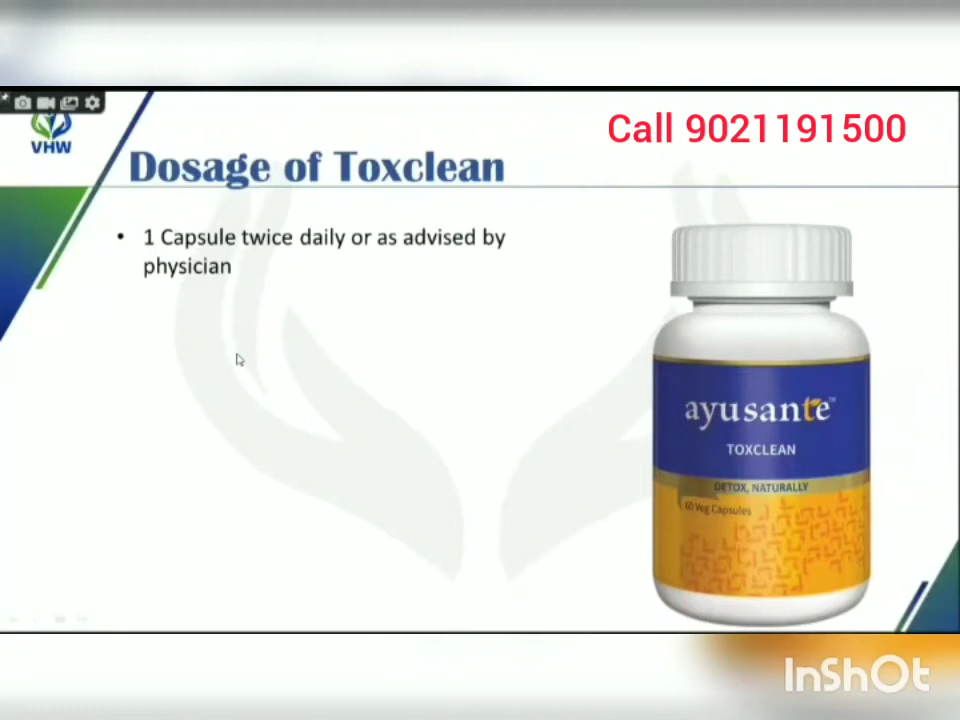 Call 9021191500
VHW
Dosage of Toxclean
• 1 Capsule twice daily or as advised by
physician
ayusante™
TOXCLEAN
DETOX, NATURALLY
60 Veg Capsules
InShOt